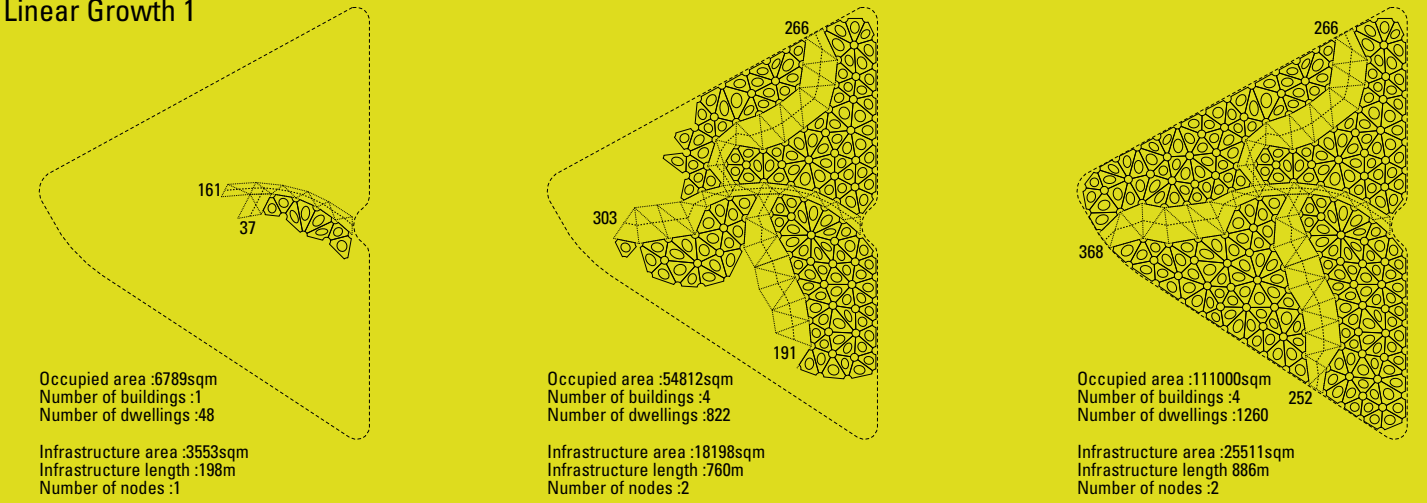 Linear Growth 1
161
37
Occupied area :6789sqm
Number of buildings :1
Number of dwellings :48
Infrastructure area :3553sqm
Infrastructure length :198m
Number of nodes :1
266
303
191
Occupied area :54812sqm
Number of buildings :4
Number of dwellings :822
Infrastructure area :18198sqm
Infrastructure length :760m
Number of nodes :2
266
368
252
Occupied area :111000sqm
Number of buildings :4
Number of dwellings :1260
Infrastructure area :25511sqm
Infrastructure length 886m
Number of nodes :2